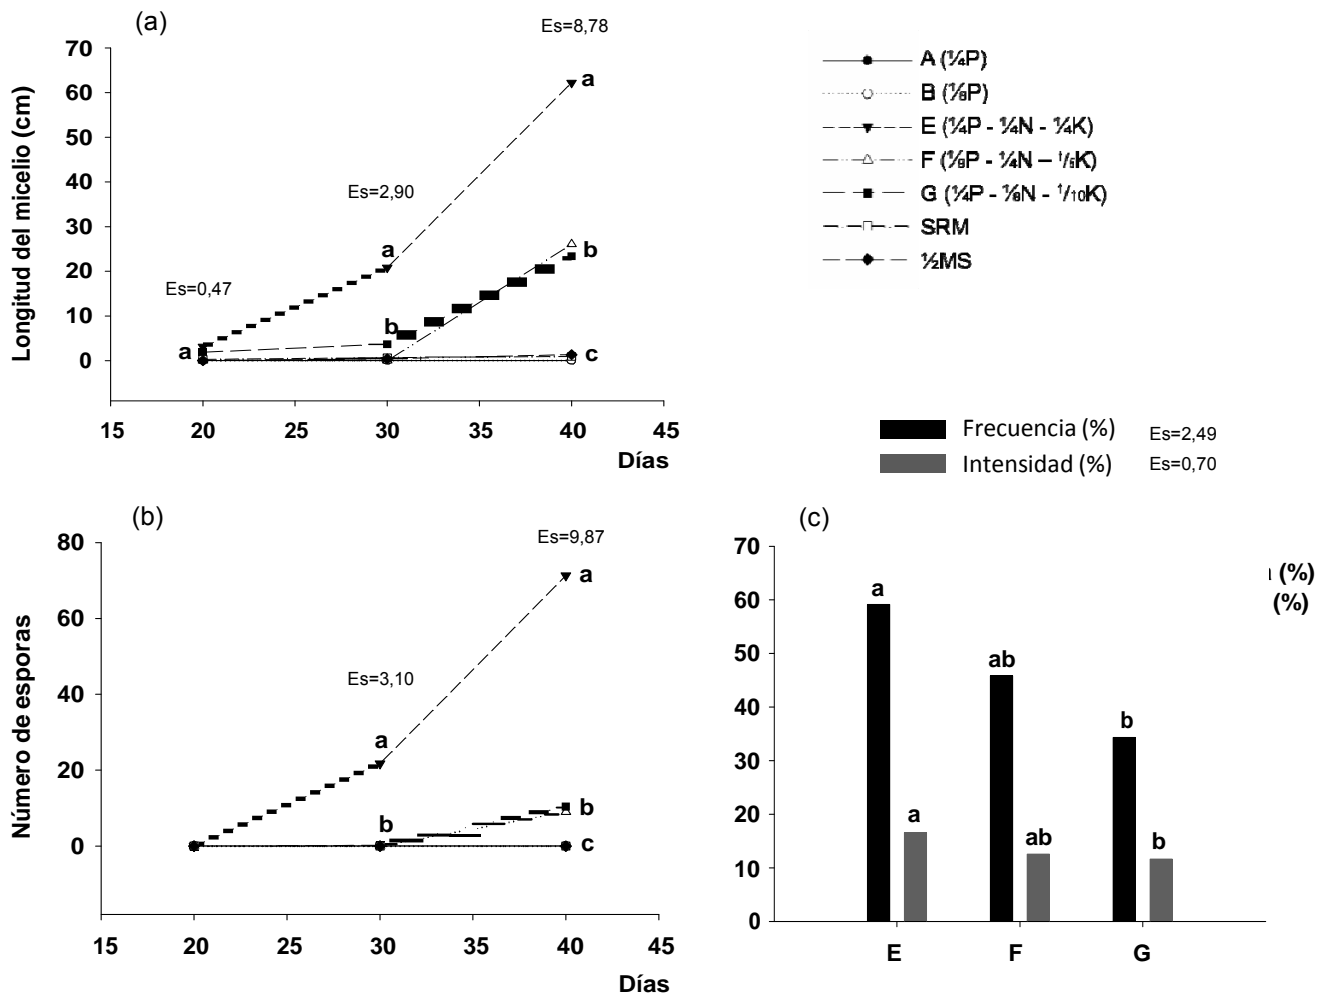 (a)
Es=8,78
70
60
50
40
30
20
10
0
Longitud del micelio (cm)
Es=2,90
Es=0,47
a
a
a
b
b
c
15
20
25
30
35
40
45
Días
A (¼P)
B (⅛P)
E (¼P - ¼N - ¼K)
F (⅛P - ¼N – ¹/₅K)
G (¼P - ⅛N - ¹/₁₀K)
SRM
½MS
Frecuencia (%) Es=2,49
Intensidad (%) Es=0,70
(b)
Es=9,87
80
60
40
20
0
Número de esporas
Es=3,10
a
a
b
b
c
15
20
25
30
35
40
45
Días
(c)
70
60
50
40
30
20
10
0
a
ab
b
a
ab
b
E
F
G
(%)
(%)